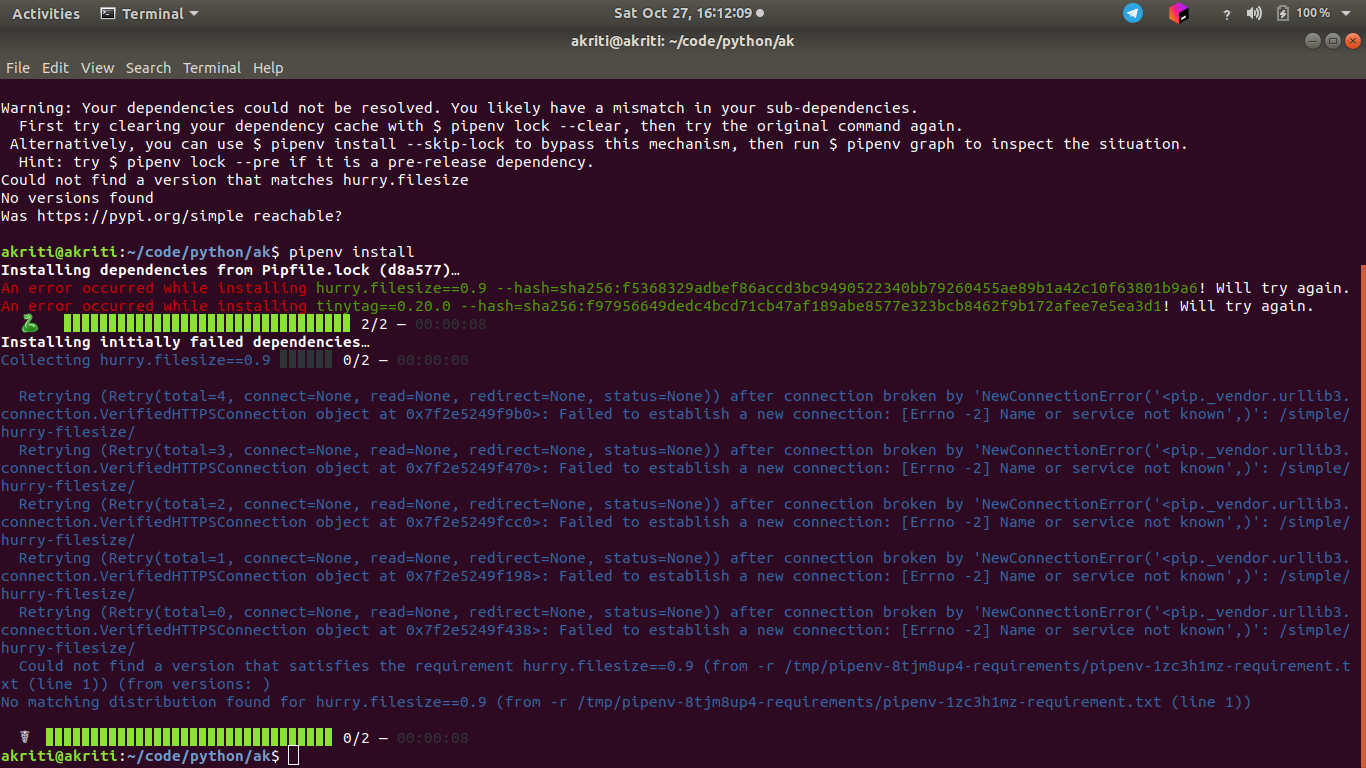 Activities Terminal Sat Oct 27, 16:12:09 ? 100%
akriti@akriti: ~/code/python/ak
File Edit View Search Terminal Help
Warning: Your dependencies could not be resolved. You likely have a mismatch in your sub-dependencies.
First try clearing your dependency cache with $ pipenv lock --clear, then try the original command again.
Alternatively, you can use $ pipenv install --skip-lock to bypass this mechanism, then run $ pipenv graph to inspect the situation.
Hint: try $ pipenv lock --pre if it is a pre-release dependency.
Could not find a version that matches hurry.filesize
No versions found
Was https://pypi.org/simple reachable?
akriti@akriti:~/code/python/ak$ pipenv install
Installing dependencies from Pipfile.lock (d8a577)…
An error occurred while installing hurry.filesize==0.9 --hash=sha256:f5368329adbef86accd3bc9490522340bb79260455ae89b1a42c10f63801b9a6! Will try again.
An error occurred while installing tinytag==0.20.0 --hash=sha256:f97956649dedc4bcd71cb47af189abe8577e323bcb8462f9b172afee7e5ea3d1! Will try again.
2/2 — 00:00:08
Installing initially failed dependencies…
Collecting hurry.filesize==0.9 0/2 — 00:00:00
Retrying (Retry(total=4, connect=None, read=None, redirect=None, status=None)) after connection broken by 'NewConnectionError('<pip._vendor.urllib3.
connection.VerifiedHTTPSConnection object at 0x7f2e5249f9b0>: Failed to establish a new connection: [Errno -2] Name or service not known',)': /simple/
hurry-filesize/
Retrying (Retry(total=3, connect=None, read=None, redirect=None, status=None)) after connection broken by 'NewConnectionError('<pip._vendor.urllib3.
connection.VerifiedHTTPSConnection object at 0x7f2e5249f470>: Failed to establish a new connection: [Errno -2] Name or service not known',)': /simple/
hurry-filesize/
Retrying (Retry(total=2, connect=None, read=None, redirect=None, status=None)) after connection broken by 'NewConnectionError('<pip._vendor.urllib3.
connection.VerifiedHTTPSConnection object at 0x7f2e5249fcc0>: Failed to establish a new connection: [Errno -2] Name or service not known',)': /simple/
hurry-filesize/
Retrying (Retry(total=1, connect=None, read=None, redirect=None, status=None)) after connection broken by 'NewConnectionError('<pip._vendor.urllib3.
connection.VerifiedHTTPSConnection object at 0x7f2e5249f198>: Failed to establish a new connection: [Errno -2] Name or service not known',)': /simple/
hurry-filesize/
Retrying (Retry(total=0, connect=None, read=None, redirect=None, status=None)) after connection broken by 'NewConnectionError('<pip._vendor.urllib3.
connection.VerifiedHTTPSConnection object at 0x7f2e5249f438>: Failed to establish a new connection: [Errno -2] Name or service not known',)': /simple/
hurry-filesize/
Could not find a version that satisfies the requirement hurry.filesize==0.9 (from -r /tmp/pipenv-8tjm8up4-requirements/pipenv-1zc3h1mz-requirement.t
xt (line 1)) (from versions: )
No matching distribution found for hurry.filesize==0.9 (from -r /tmp/pipenv-8tjm8up4-requirements/pipenv-1zc3h1mz-requirement.txt (line 1))
0/2 — 00:00:08
akriti@akriti:~/code/python/ak$